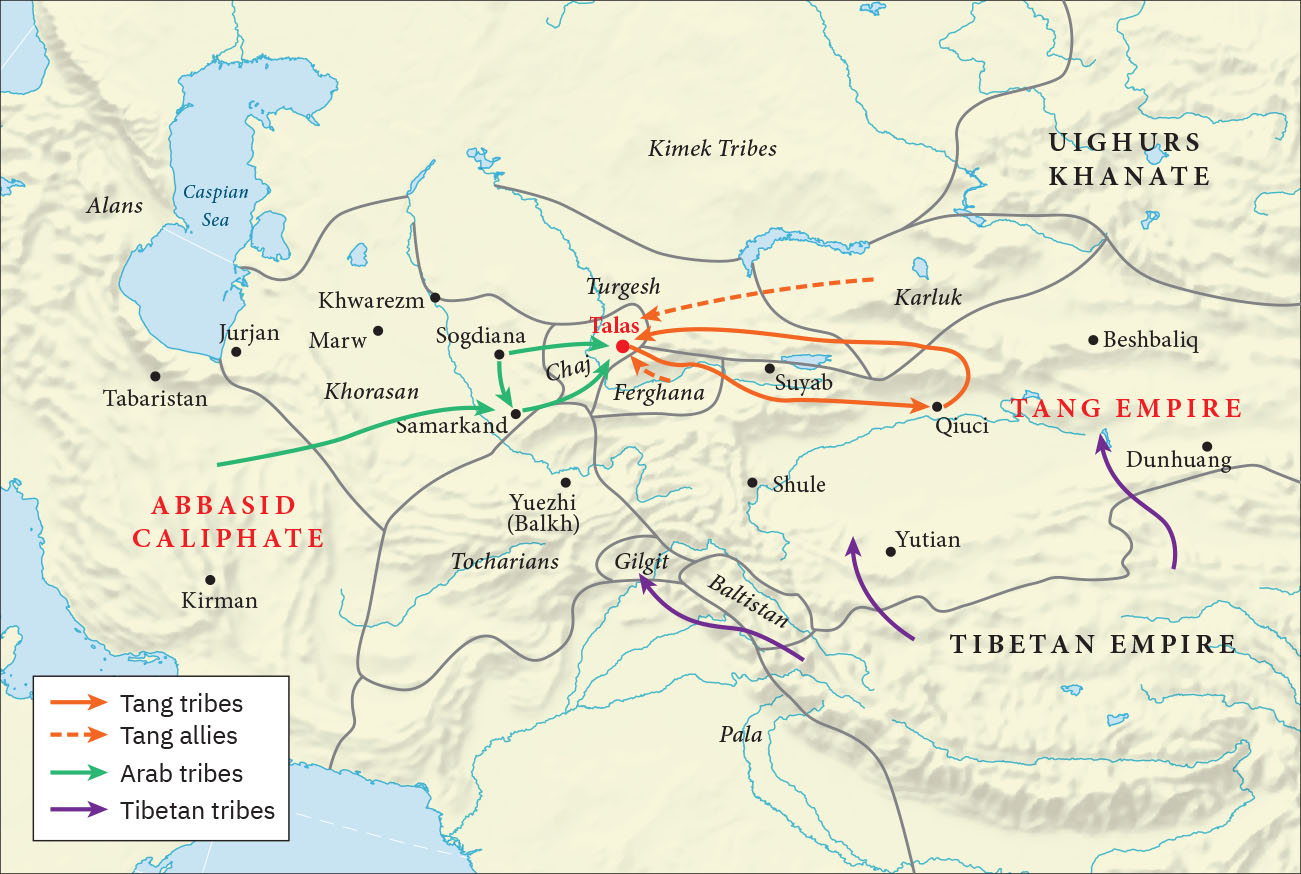 UIGHURS
KHANATE
Kimek Tribes
Caspian
Sea
Alans
Turgesh
Karluk
Khwarezm
Talas
Jurjan
Marw
Sogdiana
Beshbaliq
Chaj
Suyab
Tabaristan
Khorasan
Ferghana
TANG EMPIRE
Samarkand
Qiuci
Dunhuang
Shule
ABBASID
CALIPHATE
Yuezhi
(Balkh)
Yutian
Tocharians
Gilgit
Baltistan
Kirman
TIBETAN EMPIRE
Pala
Tang tribes
Tang allies
Arab tribes
Tibetan tribes